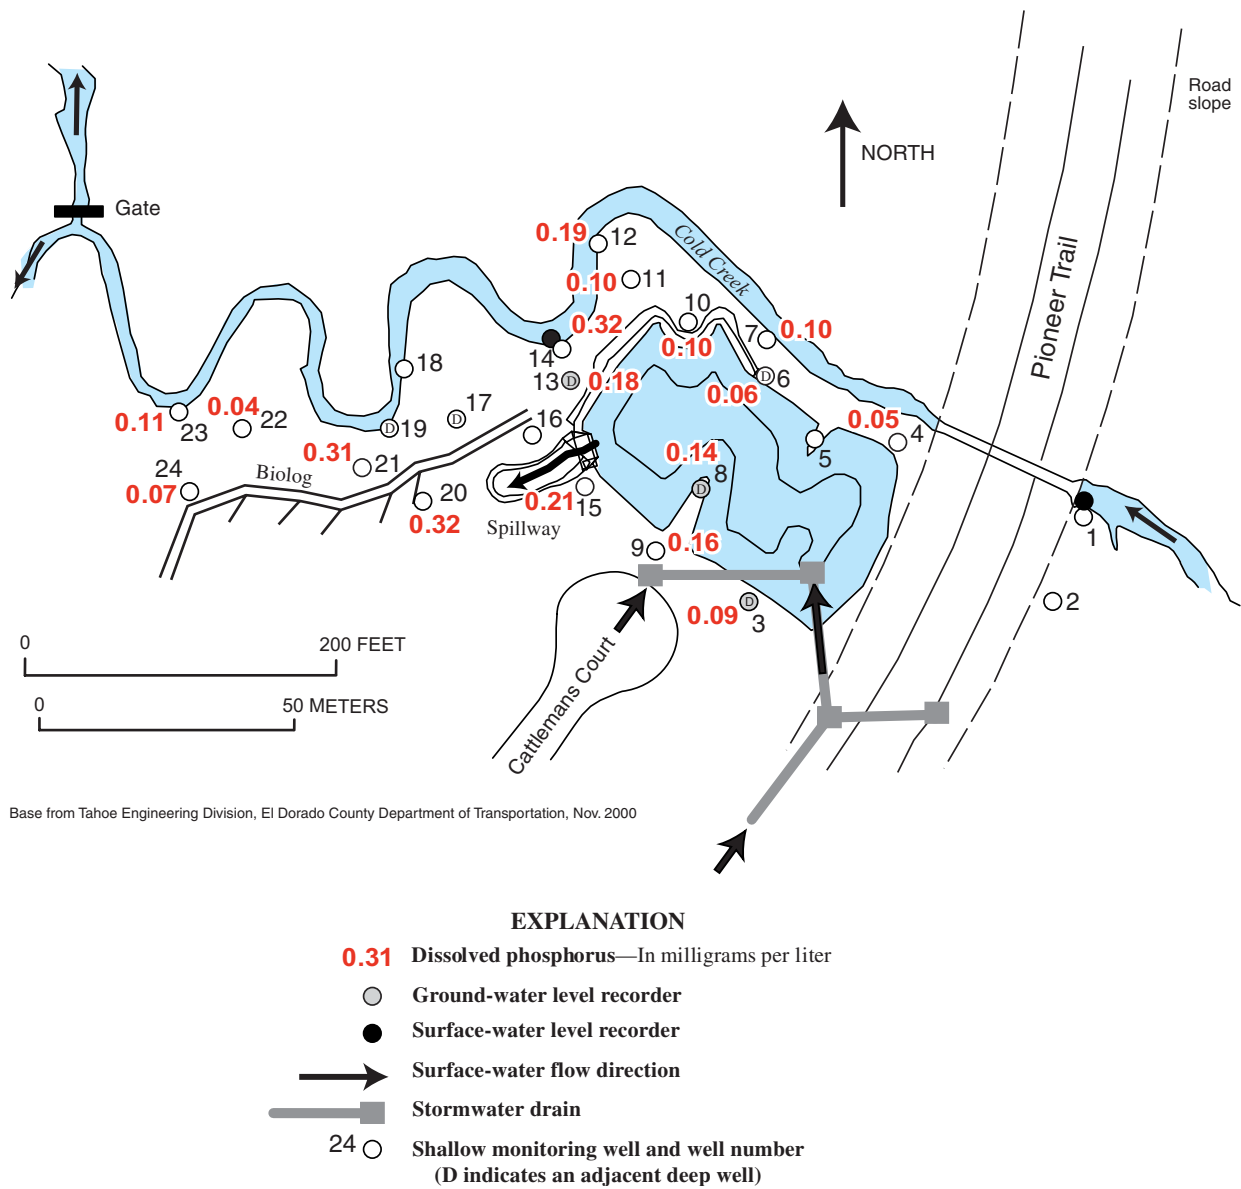 Road
slope
NORTH
Gate
Pioneer Trail
Cold Creek
0.19
12
0.10
11
0.32
10
0.10
7
0.10
14
13
D
0.18
D
6
0.06
18
0.05
4
0.11
23
0.04
22
D
19
D
17
16
0.14
5
0.31
21
8
D
24
0.07
Biolog
20
0.32
0.21
15
Spillway
9
0.16
1
2
0.09
D
3
0
200 FEET
0
50 METERS
Cattlemans Court
Base from Tahoe Engineering Division, El Dorado County Department of Transportation, Nov. 2000
EXPLANATION
0.31 Dissolved phosphorus—In milligrams per liter
Ground-water level recorder
Surface-water level recorder
Surface-water flow direction
Stormwater drain
24 Shallow monitoring well and well number
(D indicates an adjacent deep well)